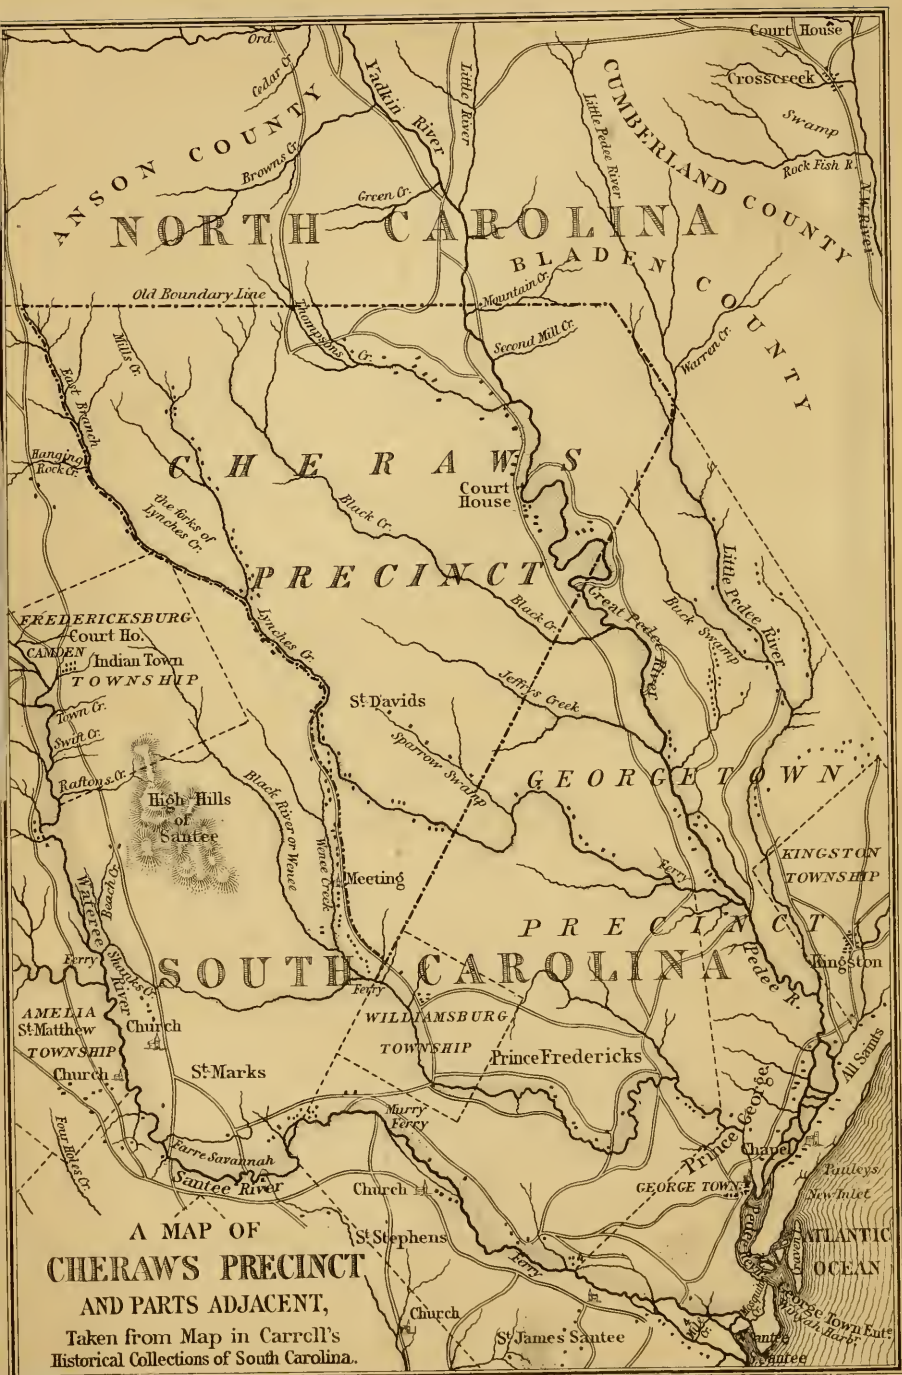 Ord.
Court House
Crosscreek
Cedar Cr.
Yadkin River
Little River
Little Pedee River
Swamp
Rock Fish R.
N.W. River
ANSON COUNTY
CUMBERLAND COUNTY
Browns Cr.
Green Cr.
NORTH CAROLINA
BLADEN COUNTY
Old Boundary Line
Mountain Cr.
Thompsons Cr.
Second Mill Cr.
Warren Cr.
Mills Cr.
East Branch
Hanging
Rock Cr.
CHERAWS
Court
House
the forks of
Lynches Cr.
Black Cr.
PRECINCT
Great Pedee River
Little Pedee River
Buck Swamp
Black Cr.
Lynches Cr.
FREDERICKSBURG
Court Ho.
CAMDEN
Indian Town
TOWNSHIP
Town Cr.
Swift Cr.
Raftons Cr.
Jeffrys Creek
St. Davids
Sparrow Swamp
GEORGETOWN
High Hills
of
Santee
Black River or Wenee
Wenee Creek
Meeting
Ferry
KINGSTON
TOWNSHIP
Beach Cr.
Wateree River
Shanks Cr.
PRECINCT
Pedee R.
Kingston
Ferry
SOUTH CAROLINA
Ferry
AMELIA
St. Matthew
TOWNSHIP
Church
Church
WILLIAMSBURG
TOWNSHIP
Prince Fredericks
All Saints
St. Marks
Prince George
Murry
Ferry
Chapel
Four Holes Cr.
Farre Savannah
Santee River
Church
GEORGE TOWN
Pauleys
New Inlet
ATLANTIC
OCEAN
St. Stephens
Ferry
George Town Entr.
Church
St. James Santee
N. Santee
S. Santee
A MAP OF
CHERAWS PRECINCT
AND PARTS ADJACENT,
Taken from Map in Carroll's
Historical Collections of South Carolina.